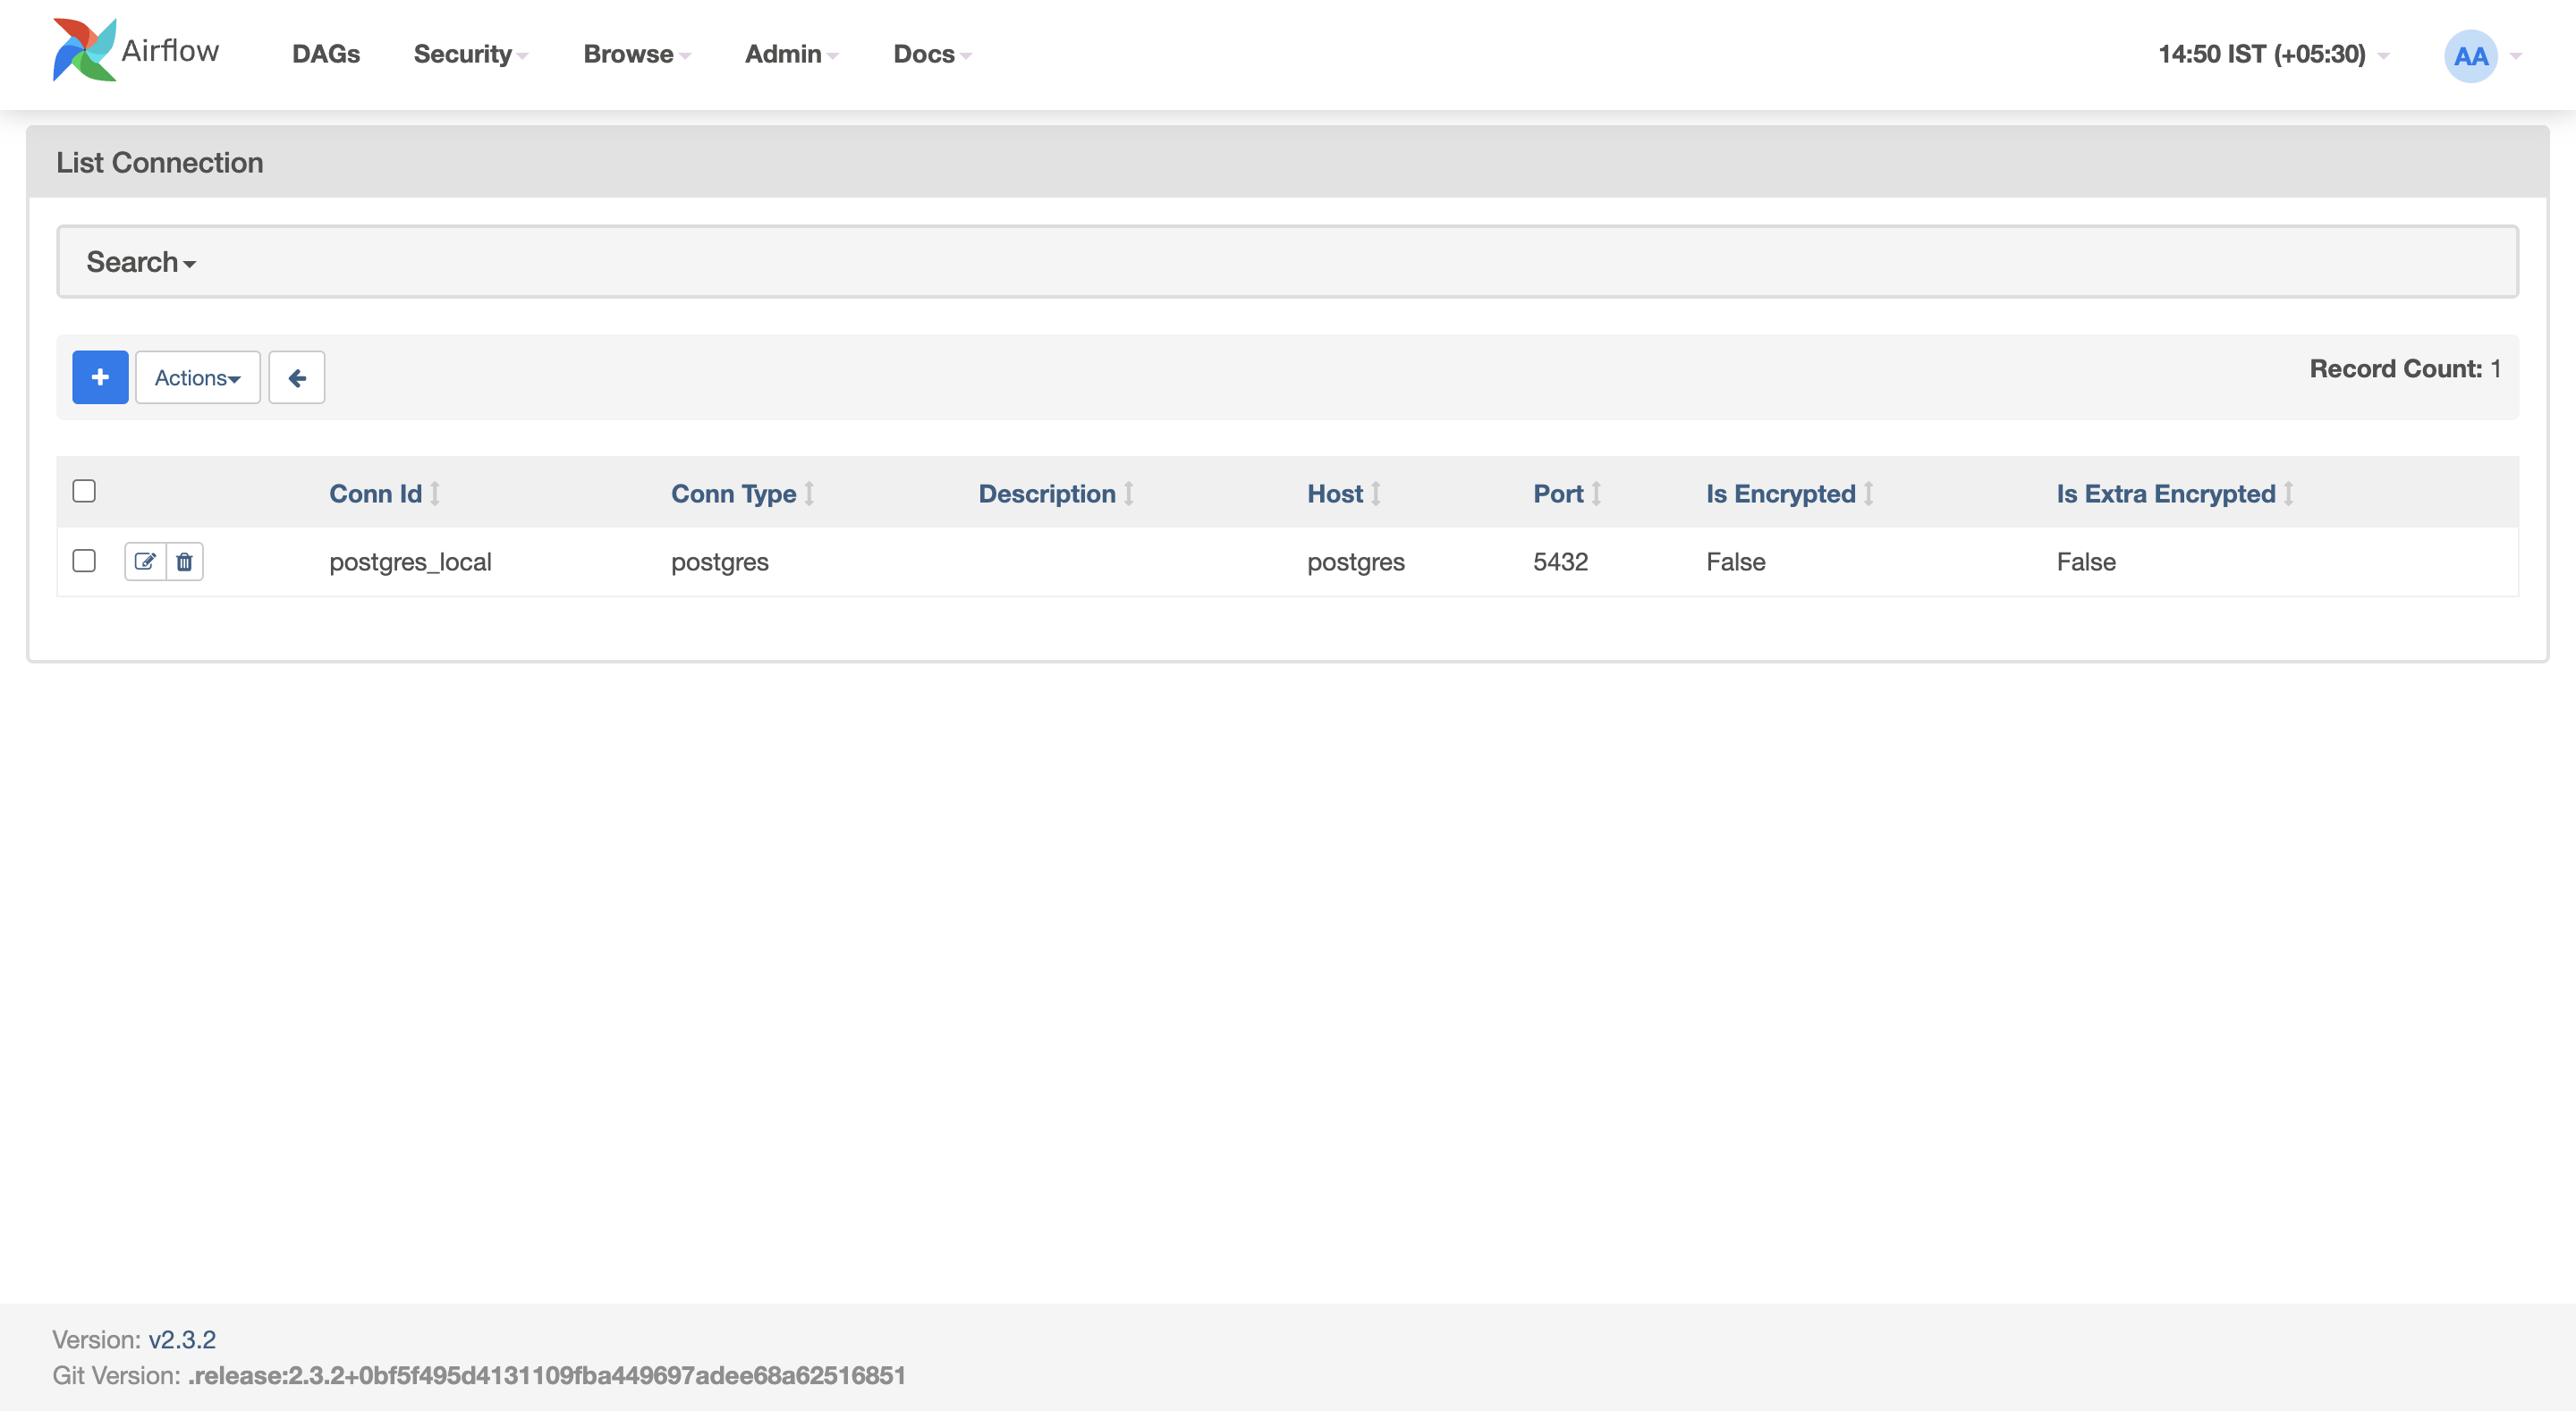 Airflow DAGs Security Browse Admin Docs 14:50 IST (+05:30) AA
List Connection
Search
Actions Record Count: 1
Conn Id Conn Type Description Host Port Is Encrypted Is Extra Encrypted
postgres_local postgres postgres 5432 False False
Version: v2.3.2
Git Version: .release:2.3.2+0bf5f495d4131109fba449697adee68a62516851